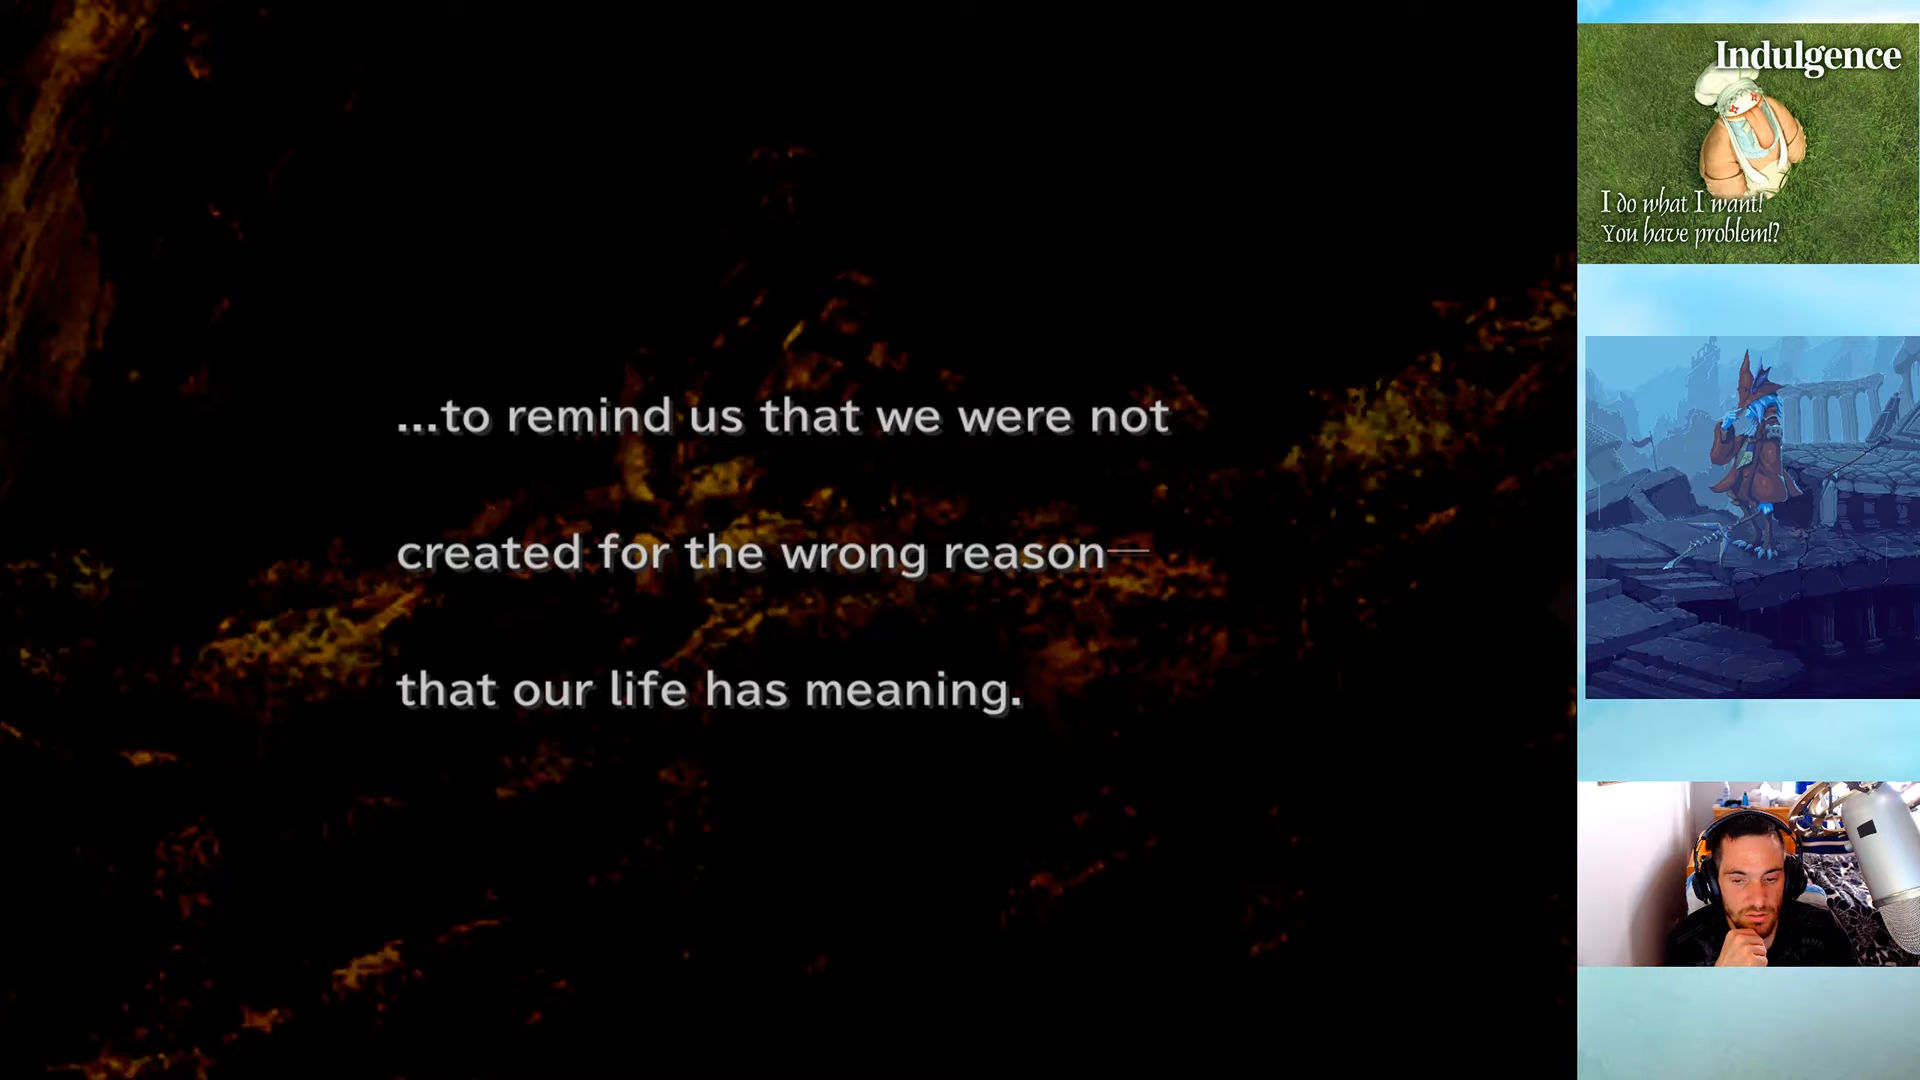 ...to remind us that we were not
created for the wrong reason—
that our life has meaning.
Indulgence
I do what I want!
You have problem!?